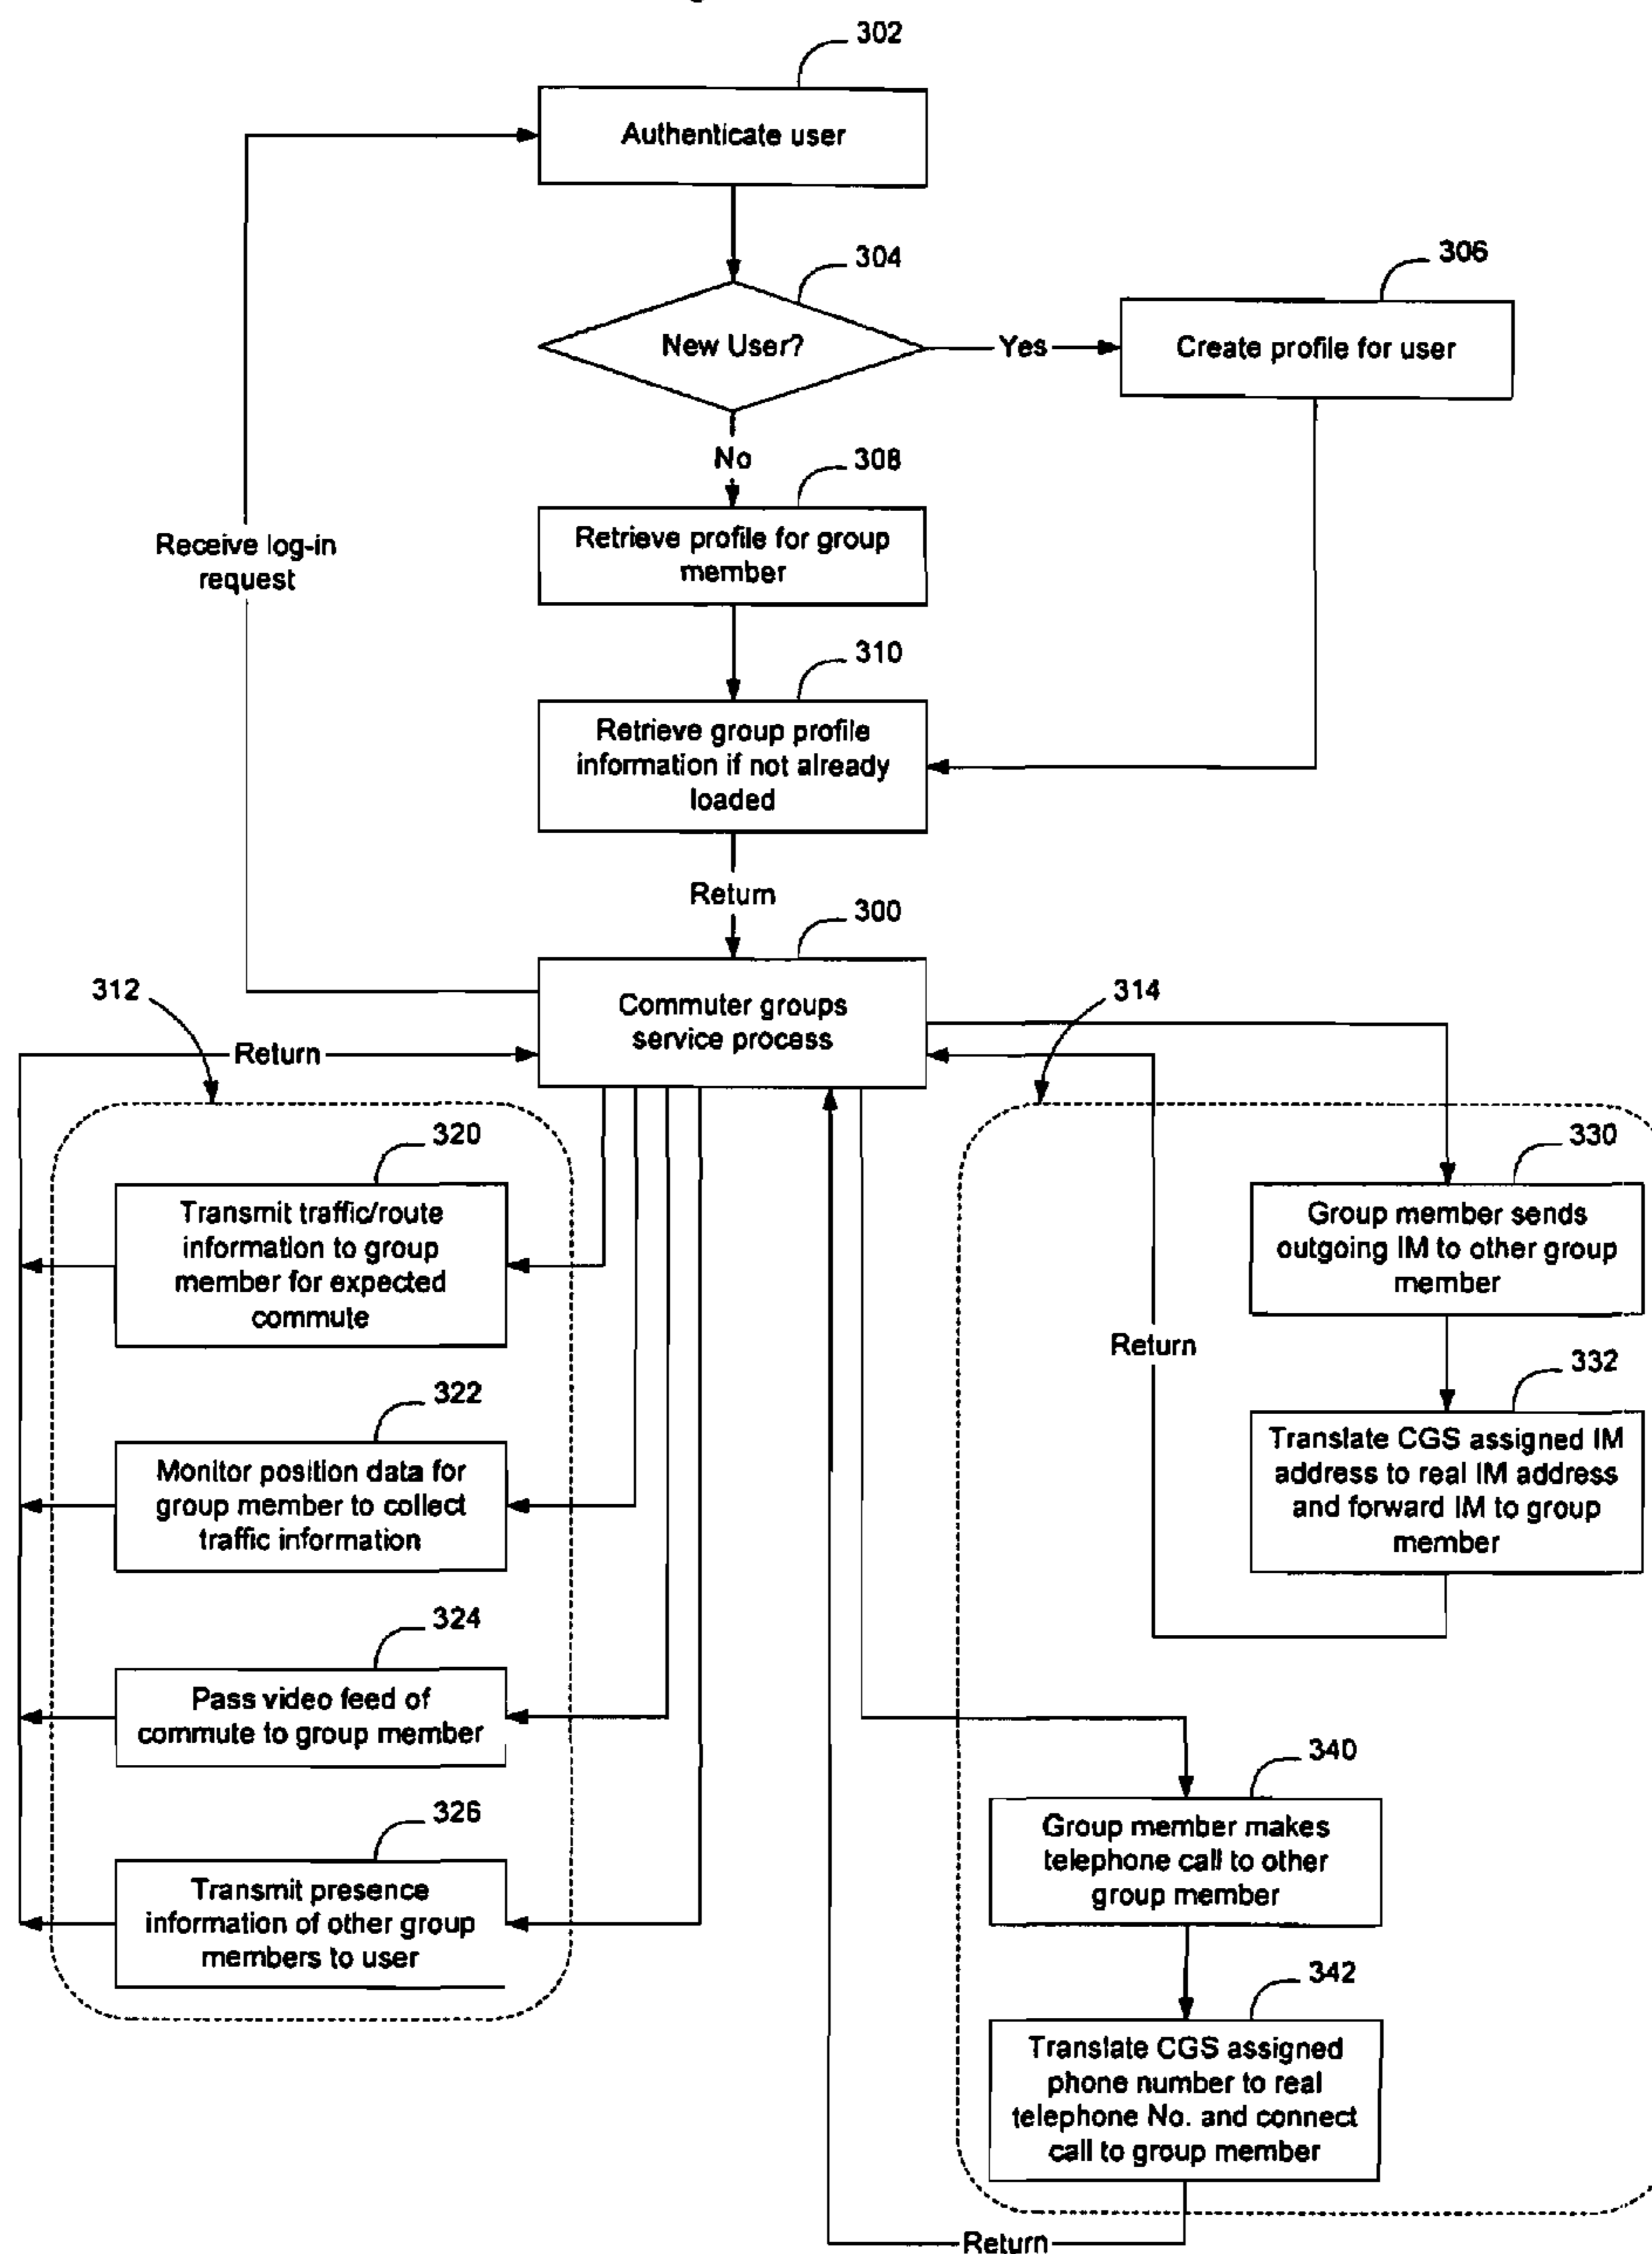 302
Authenticate user
304
306
New User?
Yes
Create profile for user
No
308
Retrieve profile for group
member
Receive log-in
request
310
Retrieve group profile
information if not already
loaded
Return
300
Commuter groups
service process
312
314
Return
320
Transmit traffic/route
information to group
member for expected
commute
322
Monitor position data for
group member to collect
traffic information
324
Pass video feed of
commute to group member
326
Transmit presence
information of other group
members to user
330
Group member sends
outgoing IM to other group
member
Return
332
Translate CGS assigned IM
address to real IM address
and forward IM to group
member
340
Group member makes
telephone call to other
group member
342
Translate CGS assigned
phone number to real
telephone No. and connect
call to group member
Return